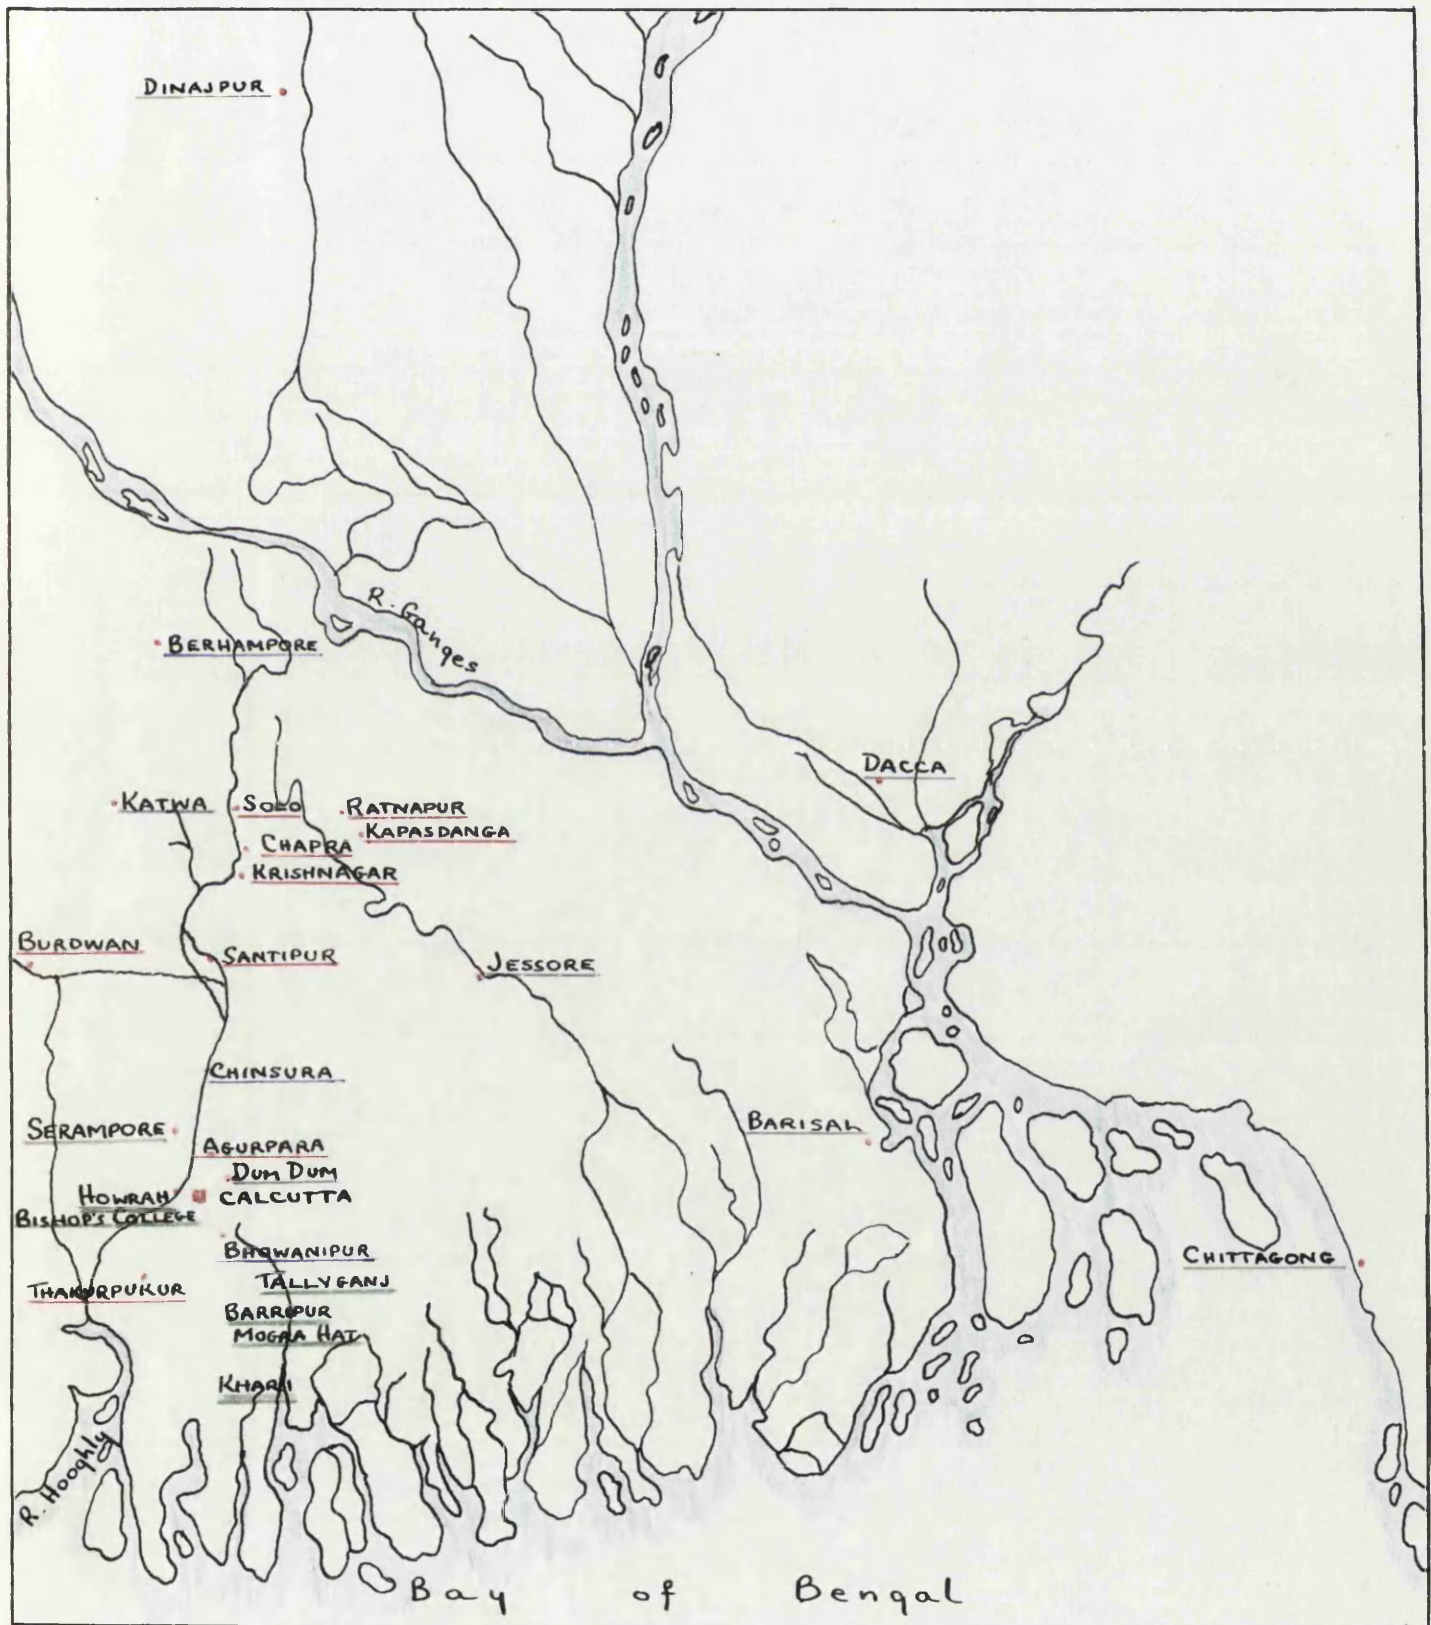 DINAJPUR
R. Ganges
BERHAMPORE
DACCA
KATWA
SOLO
RATNAPUR
KAPASDANGA
CHAPRA
KRISHNAGAR
BURDWAN
SANTIPUR
JESSORE
CHINSURA
SERAMPORE
BARISAL
AGURPARA
DUM DUM
HOWRAH
CALCUTTA
BISHOP'S COLLEGE
BHOWANIPUR
CHITTAGONG
TALLYGANJ
THAKURPUKUR
BARRIPUR
MOGRA HAT
KHARI
R. Hooghly
Bay of Bengal